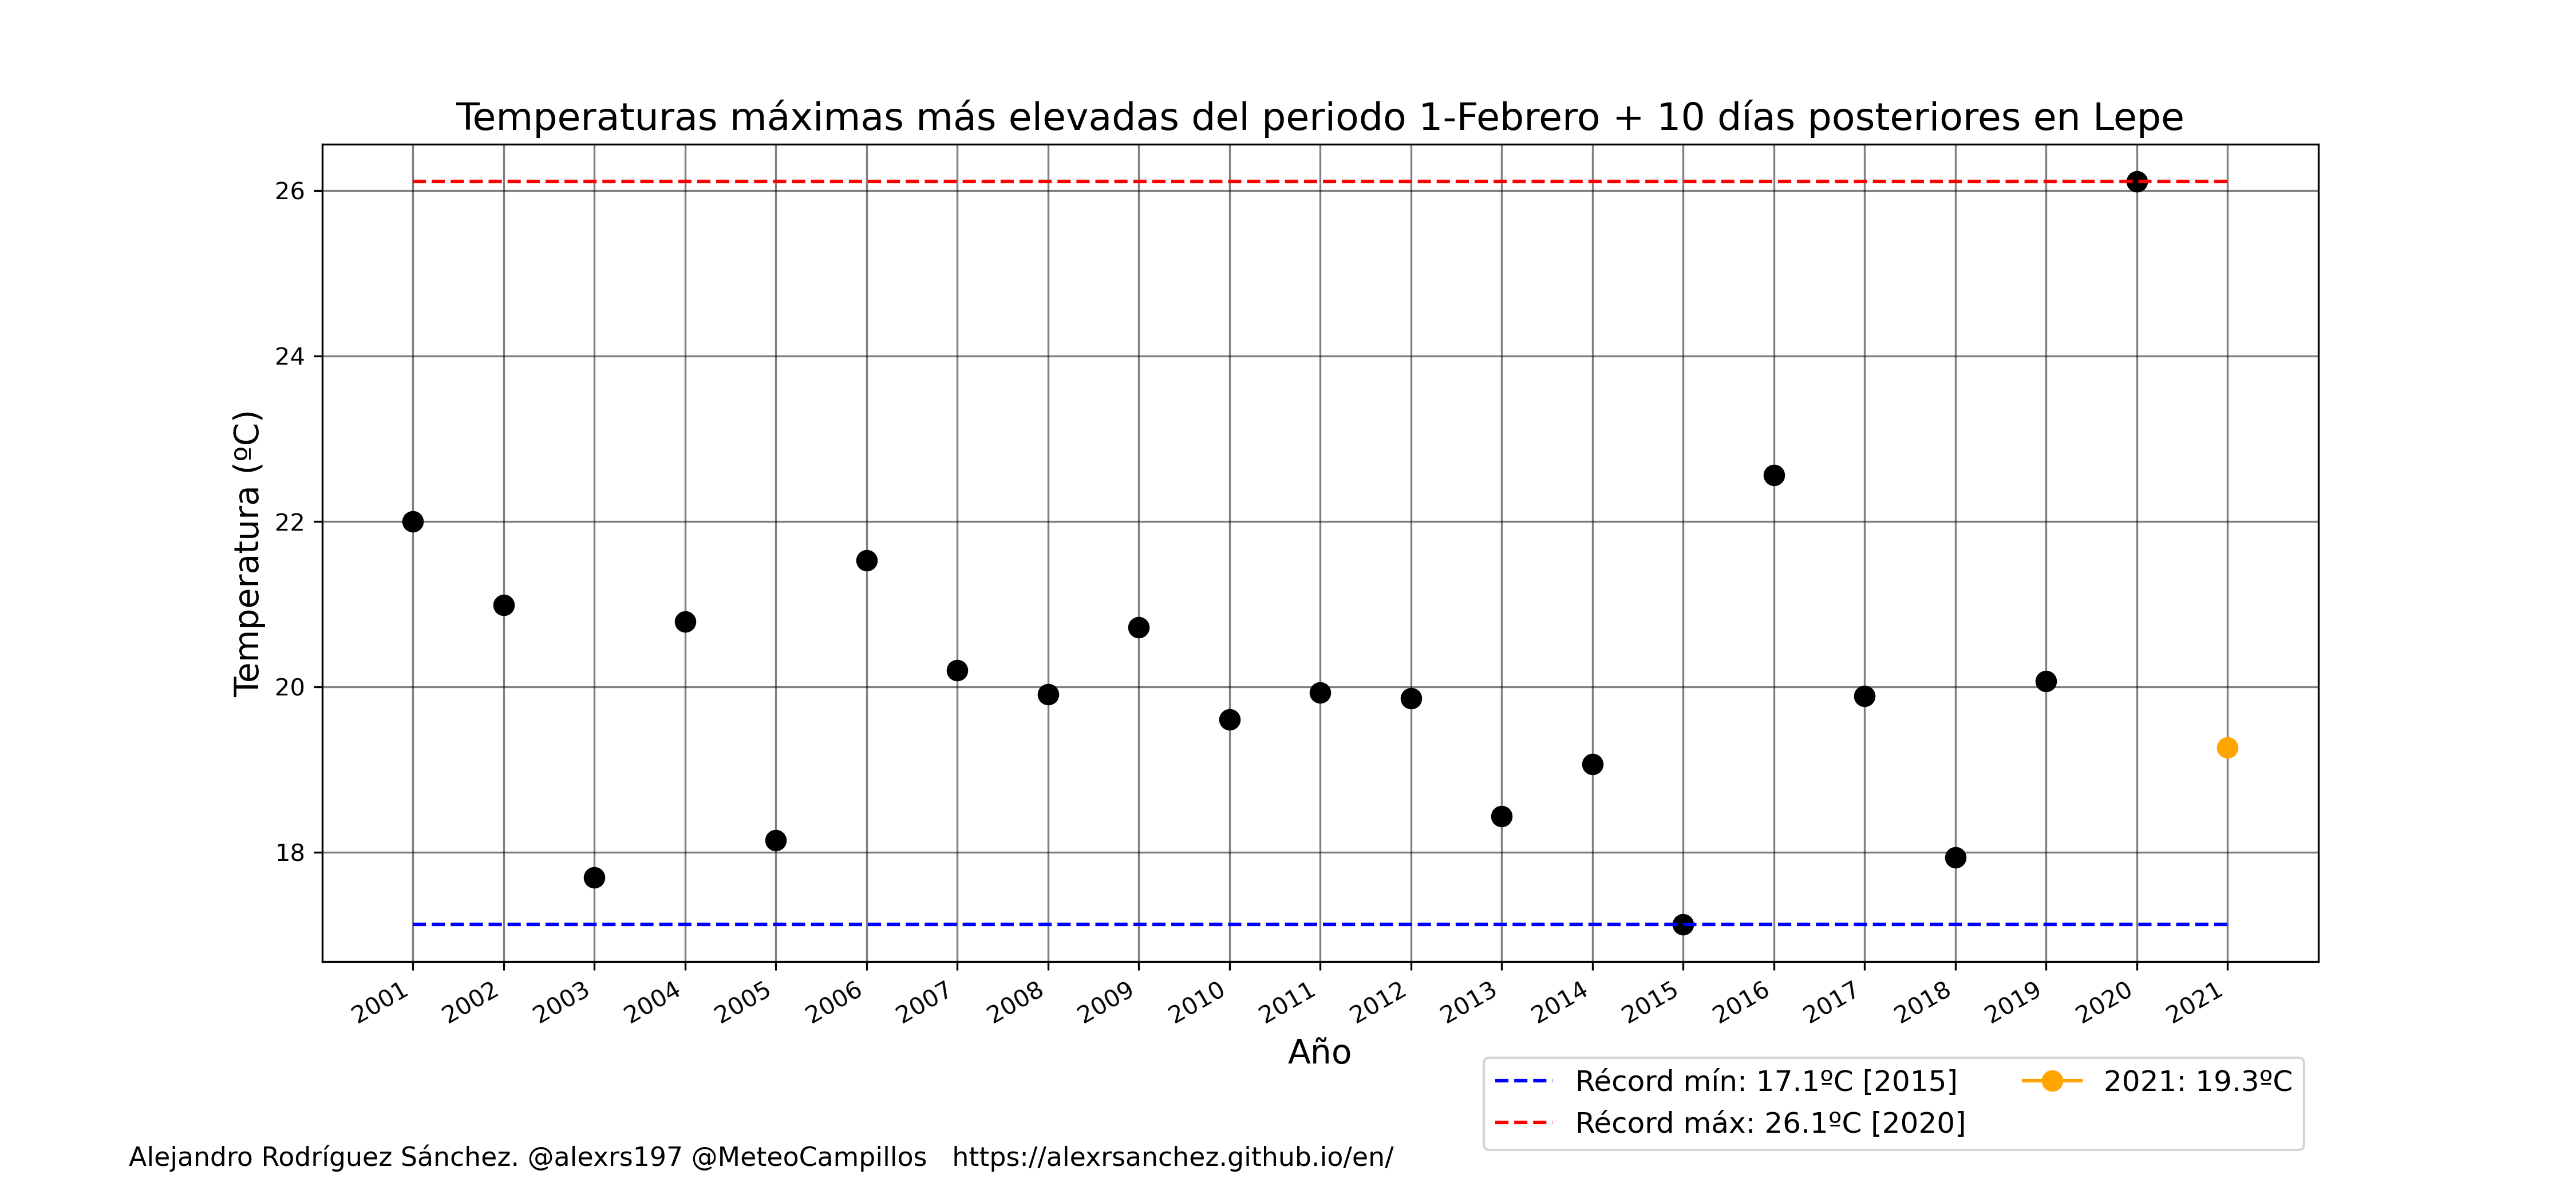 Temperaturas máximas más elevadas del periodo 1-Febrero + 10 días posteriores en Lepe
Temperatura (ºC)
26
24
22
20
18
2001 2002 2003 2004 2005 2006 2007 2008 2009 2010 2011 2012 2013 2014 2015 2016 2017 2018 2019 2020 2021
Año
Récord mín: 17.1ºC [2015]
Récord máx: 26.1ºC [2020]
2021: 19.3ºC
Alejandro Rodríguez Sánchez. @alexrs197 @MeteoCampillos https://alexrsanchez.github.io/en/